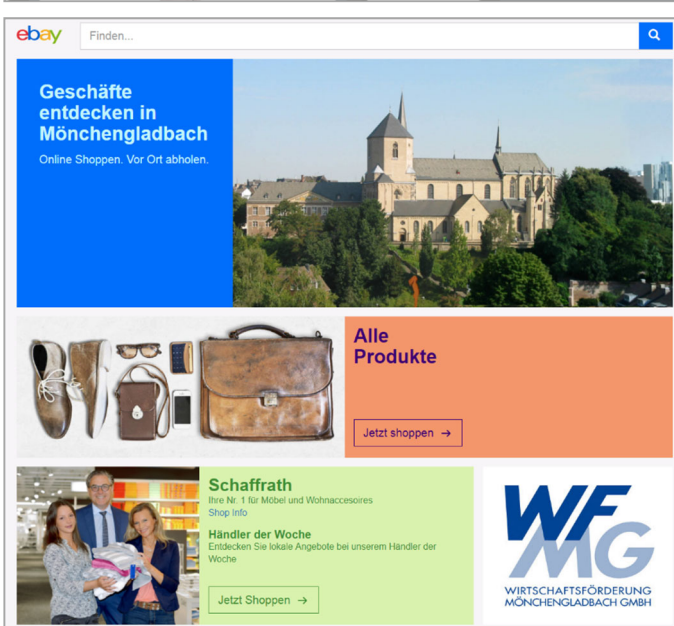 ebay
Finden...
Geschäfte
entdecken in
Mönchengladbach
Online Shoppen. Vor Ort abholen.
Alle
Produkte
Jetzt shoppen →
Schaffrath
Ihre Nr. 1 für Möbel und Wohnaccesoires
Shop Info
Händler der Woche
Entdecken Sie lokale Angebote bei unserem Händler der
Woche
Jetzt Shoppen →
WF
MG
WIRTSCHAFTSFÖRDERUNG
MÖNCHENGLADBACH GMBH